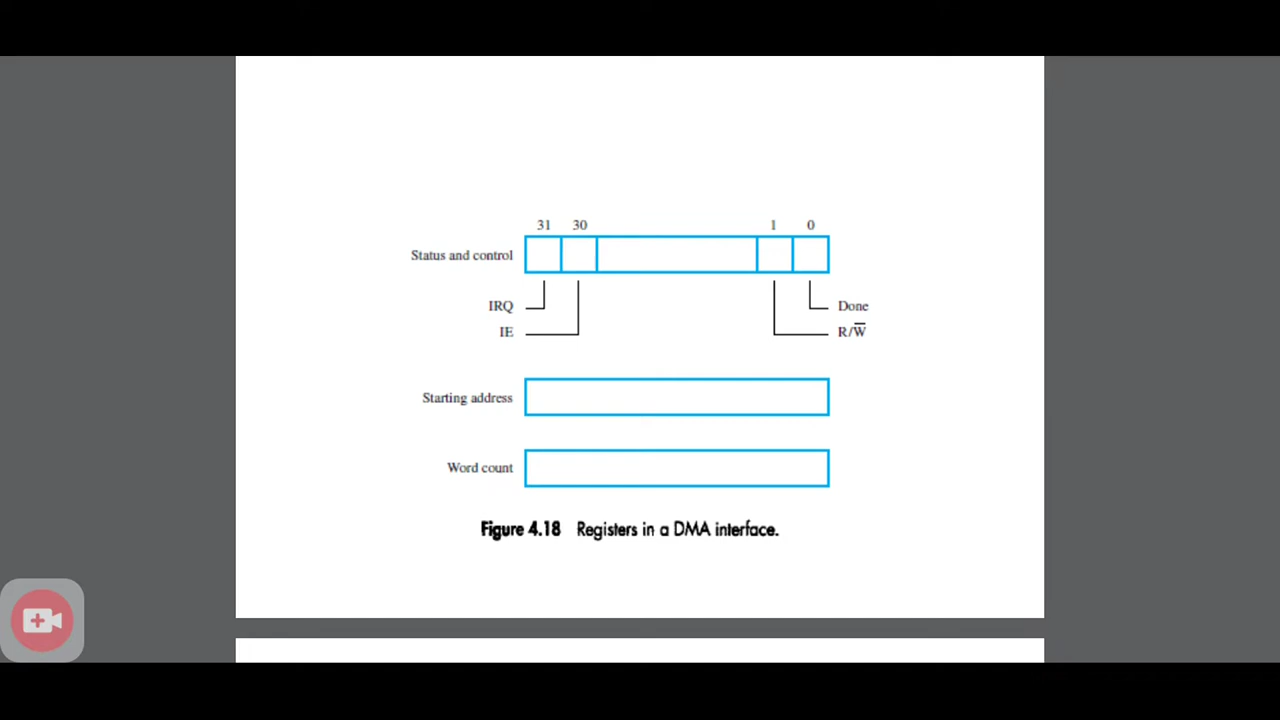 31 30 1 0
Status and control
IRQ Done
IE R/W̅
Starting address
Word count
Figure 4.18 Registers in a DMA interface.